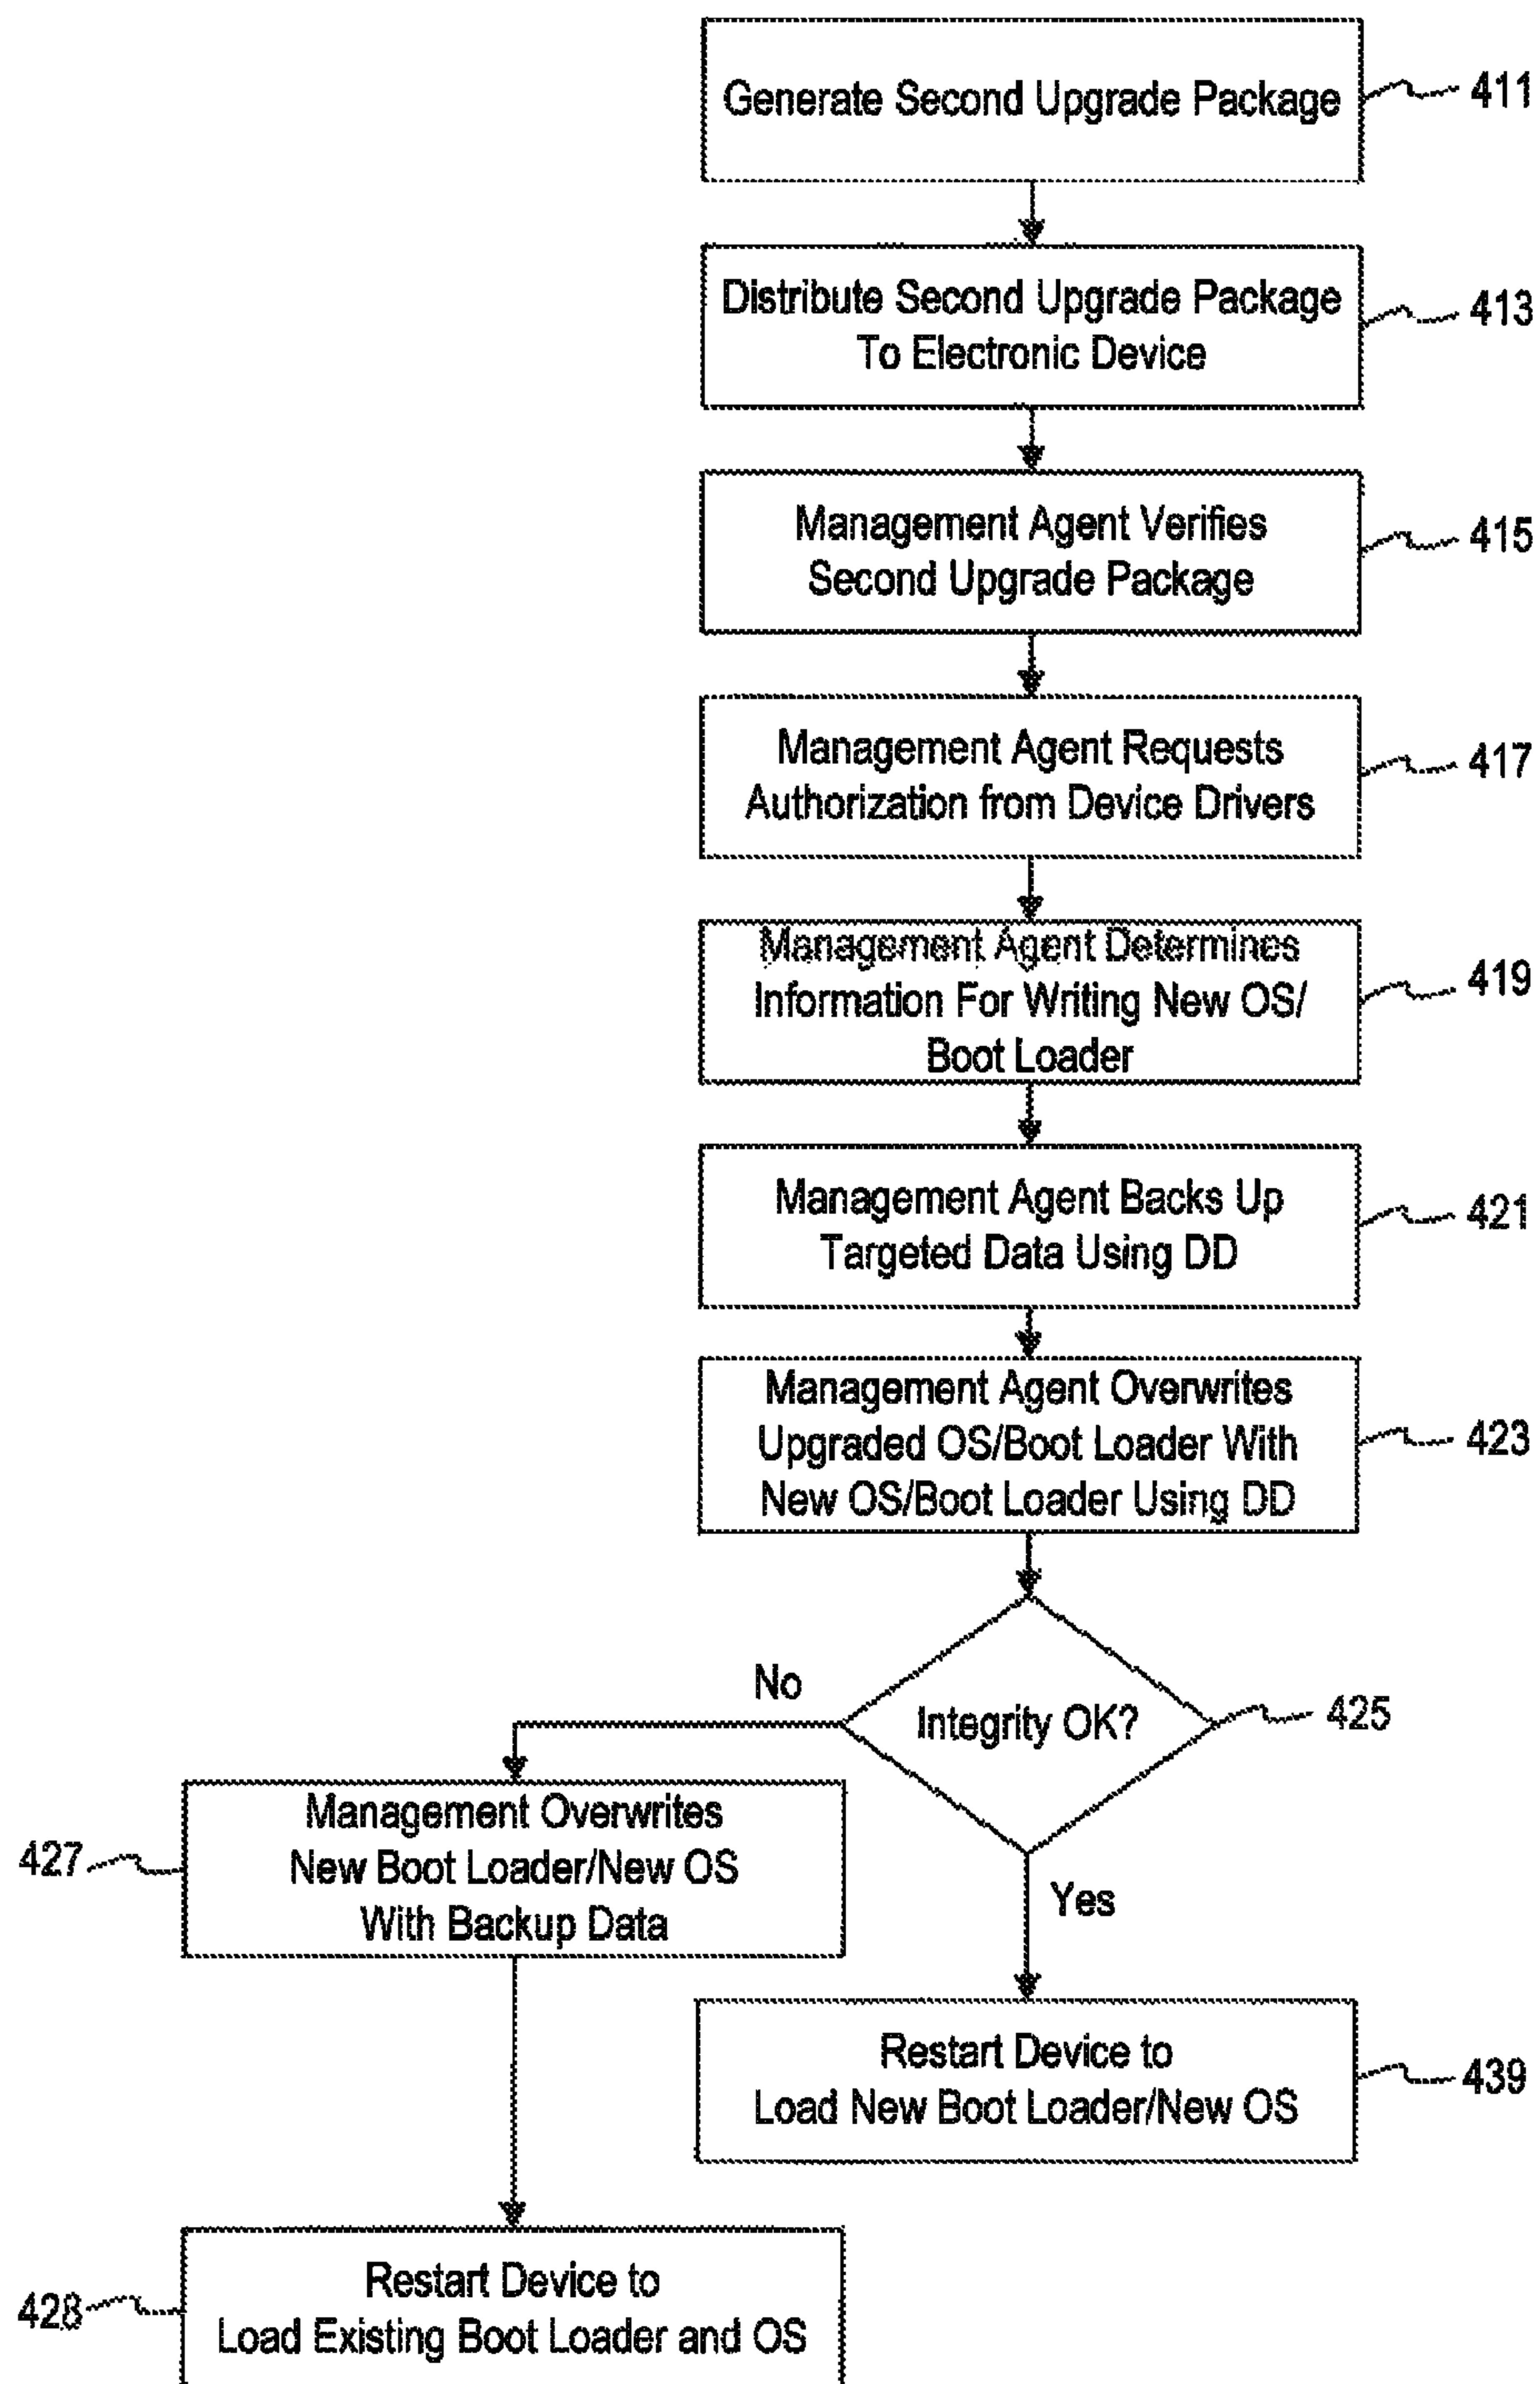 Generate Second Upgrade Package
411
Distribute Second Upgrade Package
To Electronic Device
413
Management Agent Verifies
Second Upgrade Package
415
Management Agent Requests
Authorization from Device Drivers
417
Management Agent Determines
Information For Writing New OS/
Boot Loader
419
Management Agent Backs Up
Targeted Data Using DD
421
Management Agent Overwrites
Upgraded OS/Boot Loader With
New OS/Boot Loader Using DD
423
No
Integrity OK?
425
Management Overwrites
New Boot Loader/New OS
With Backup Data
427
Yes
Restart Device to
Load New Boot Loader/New OS
439
Restart Device to
Load Existing Boot Loader and OS
428